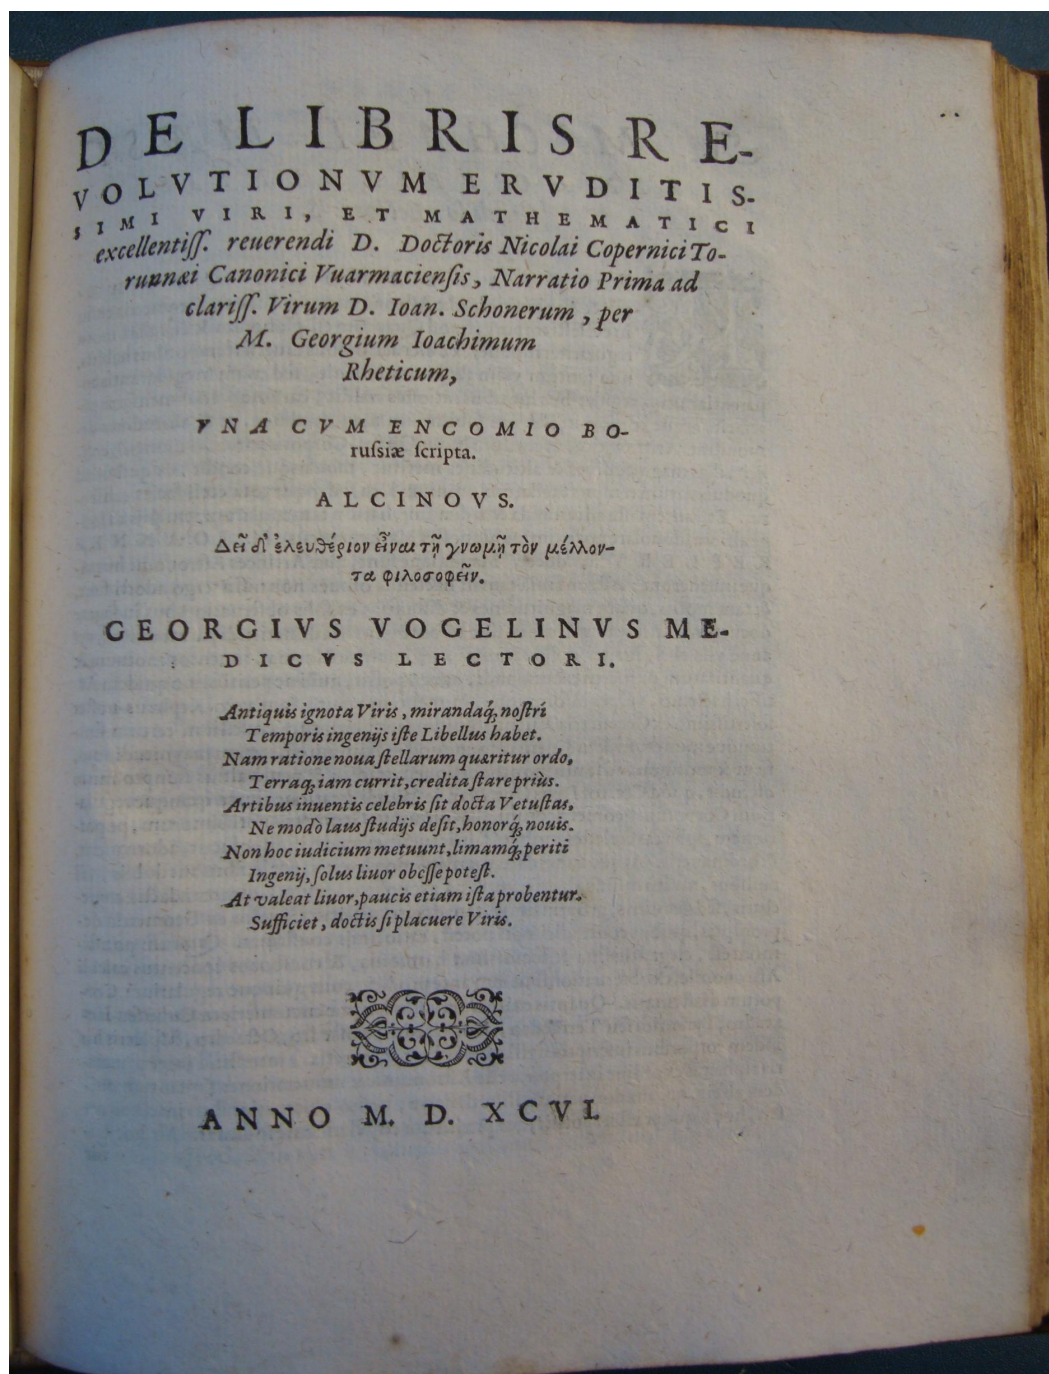 DE LIBRIS RE-
VOLVTIONVM ERVDITIS-
SIMI VIRI, ET MATHEMATICI
excellentiſſ. reuerendi D. Doctoris Nicolai Copernici To-
runnæi Canonici Vuarmacienſis, Narratio Prima ad
clariſſ. Virum D. Ioan. Schonerum, per
M. Georgium Ioachimum
Rheticum,
VNA CVM ENCOMIO BO-
ruſsiæ ſcripta.
ALCINOVS.
Δεῖ δ' ἐλευθέριον εἶναι τῇ γνωμῇ τὸν μέλλον-
τα φιλοσοφεῖν.
GEORGIVS VOGELINVS ME-
DICVS LECTORI.
Antiquis ignota Viris, mirandaq́; noſtri
Temporis ingenijs iſte Libellus habet.
Nam ratione noua ſtellarum quæritur ordo,
Terraq; iam currit, credita ſtare priùs.
Artibus inuentis celebris ſit docta Vetuſtas,
Ne modò laus ſtudijs deſit, honorq́; nouis.
Non hoc iudicium metuunt, limamq́; periti
Ingenij, ſolus liuor obeſſe poteſt.
At valeat liuor, paucis etiam iſta probentur.
Sufficiet, doctis ſi placuere Viris.
ANNO M. D. XCVI.